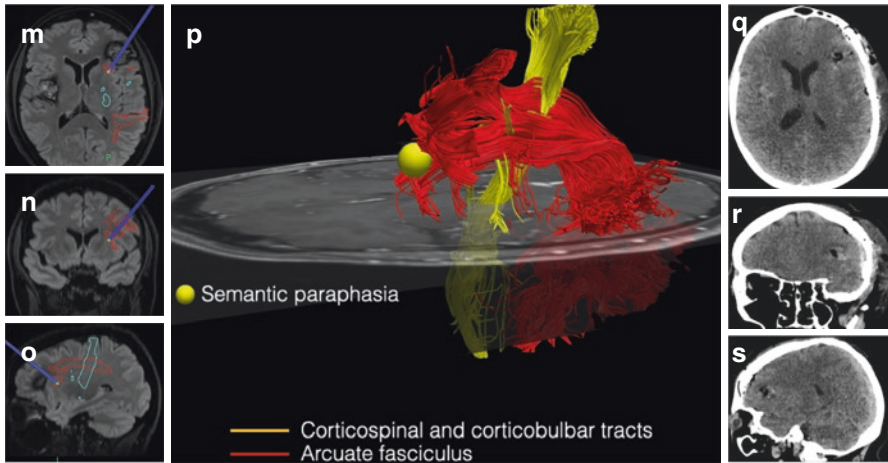 m
n
o
p
Semantic paraphasia
Corticospinal and corticobulbar tracts
Arcuate fasciculus
q
r
s